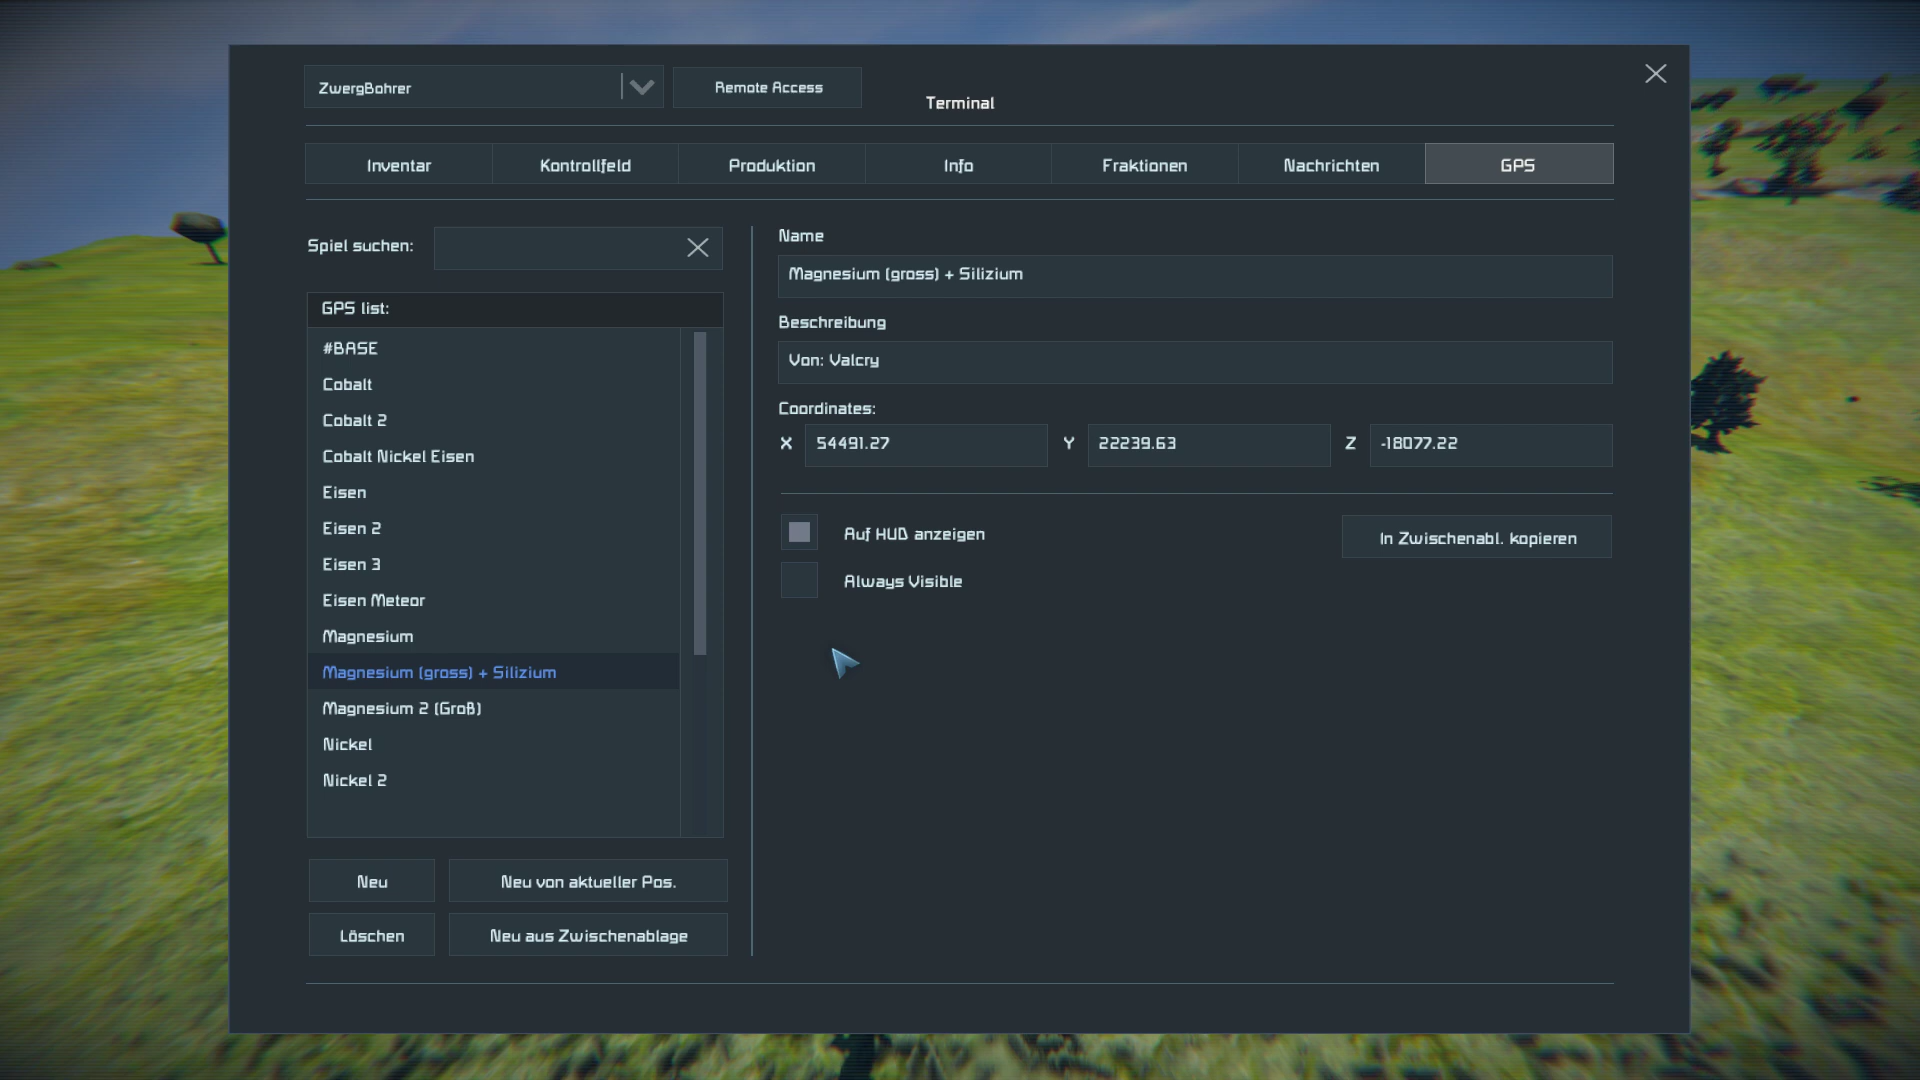 ZwergBohrer
Remote Access
Terminal
Inventar
Kontrollfeld
Produktion
Info
Fraktionen
Nachrichten
GPS
Spiel suchen:
GPS list:
#BASE
Cobalt
Cobalt 2
Cobalt Nickel Eisen
Eisen
Eisen 2
Eisen 3
Eisen Meteor
Magnesium
Magnesium (gross) + Silizium
Magnesium 2 (Groß)
Nickel
Nickel 2
Neu
Neu von aktueller Pos.
Löschen
Neu aus Zwischenablage
Name
Magnesium (gross) + Silizium
Beschreibung
Von: Valcry
Coordinates:
X 54491.27 Y 22239.63 Z -18077.22
Auf HUD anzeigen
In Zwischenabl. kopieren
Always Visible